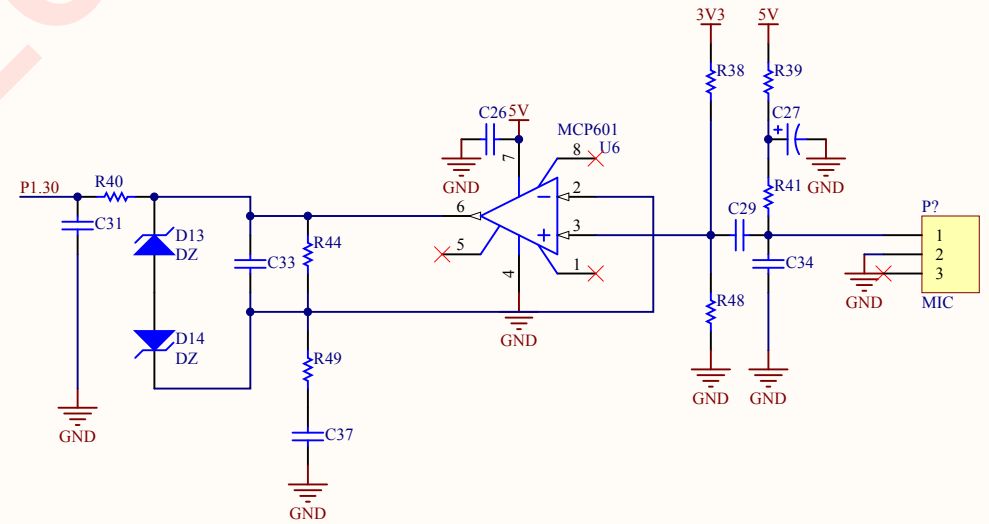 3V3
5V
R38
R39
C26
5V
MCP601
U6
C27
7
8
GND
GND
P1.30
R40
R41
2
6
3
C29
P?
C31
D13
DZ
C33
R44
5
4
1
C34
1
2
3
GND
MIC
R48
GND
D14
DZ
R49
GND
GND
GND
C37
GND